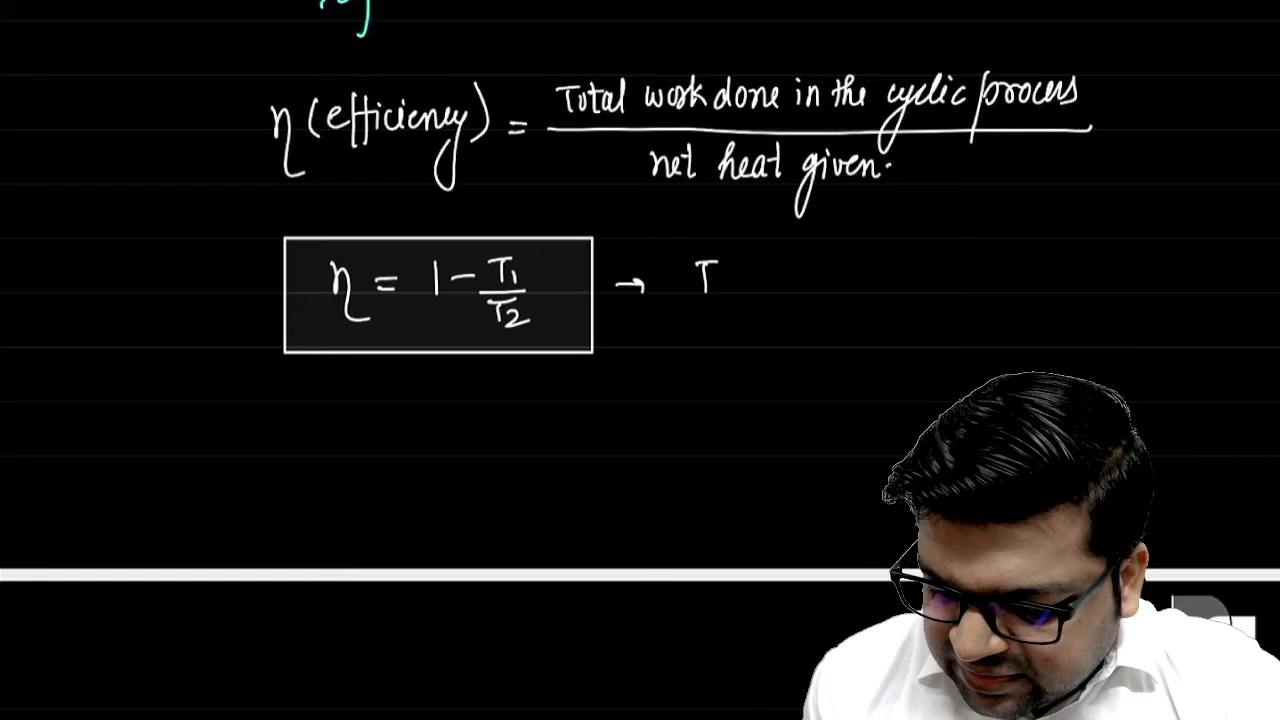 η (efficiency) = Total work done in the cyclic process / net heat given.
η = 1 - T₁/T₂ → T